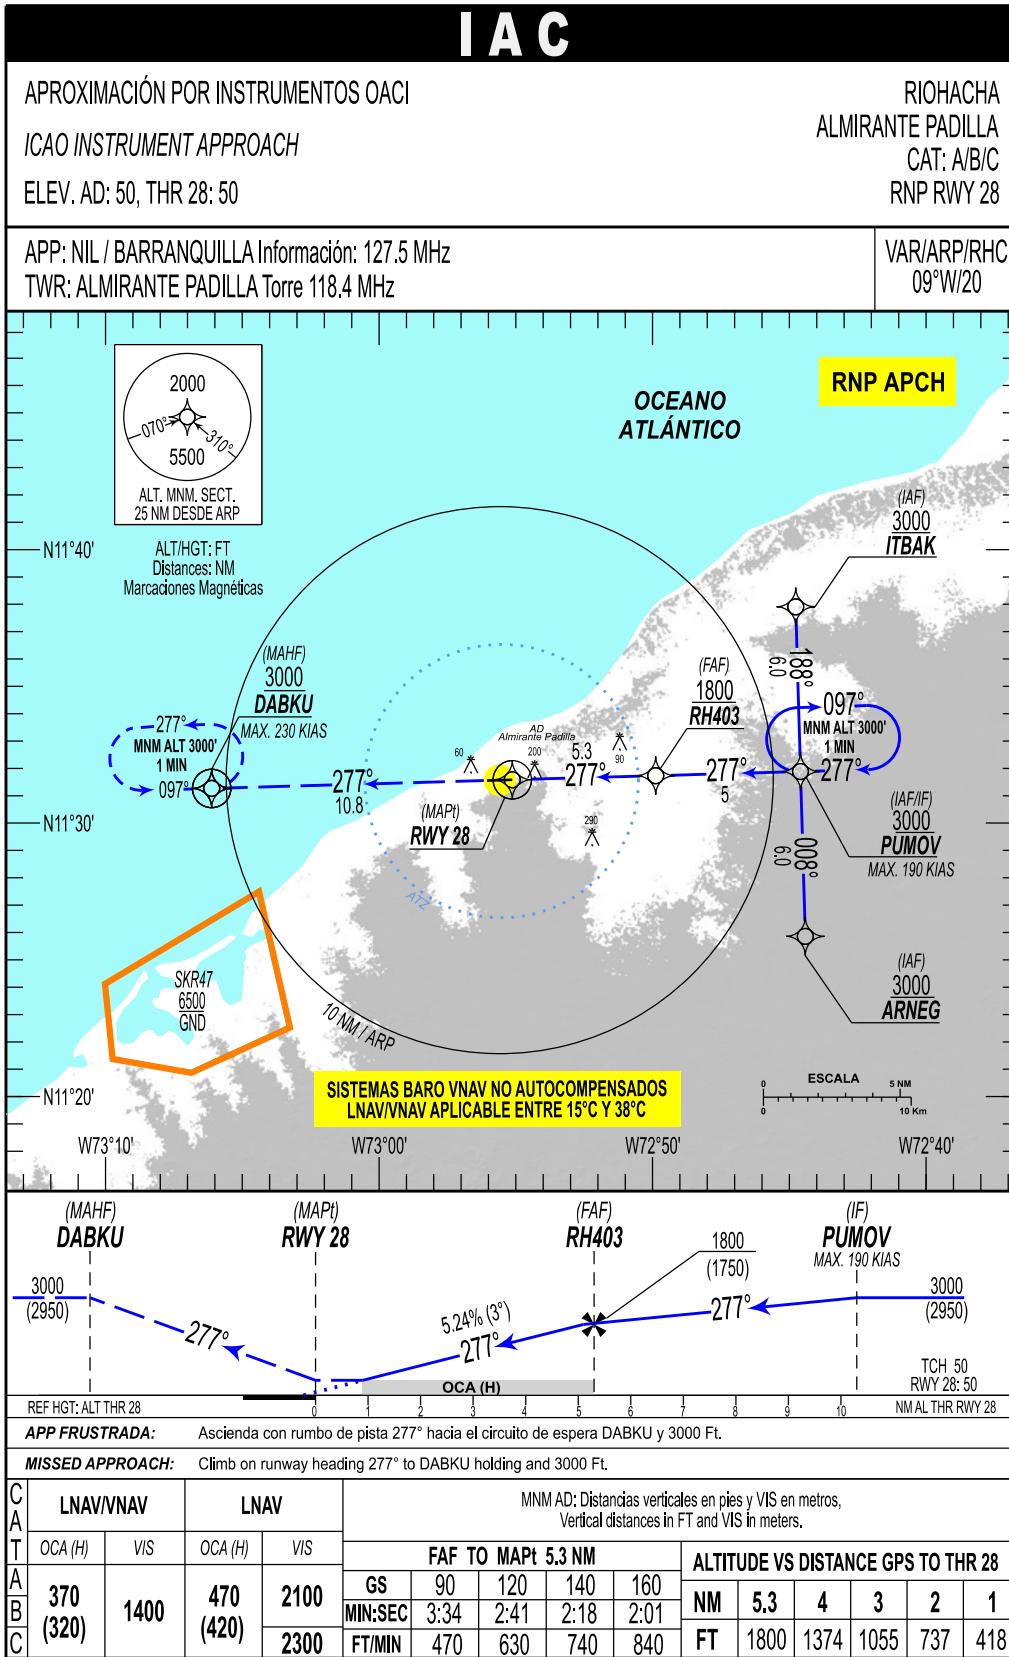 IAC
APROXIMACIÓN POR INSTRUMENTOS OACI
ICAO INSTRUMENT APPROACH
ELEV. AD: 50, THR 28: 50
RIOHACHA
ALMIRANTE PADILLA
CAT: A/B/C
RNP RWY 28
APP: NIL / BARRANQUILLA Información: 127.5 MHz
TWR: ALMIRANTE PADILLA Torre 118.4 MHz
VAR/ARP/RHC
09°W/20
2000
070°
310°
5500
ALT. MNM. SECT.
25 NM DESDE ARP
ALT/HGT: FT
Distances: NM
Marcaciones Magnéticas
OCEANO
ATLÁNTICO
RNP APCH
N11°40'
N11°30'
N11°20'
(IAF)
3000
ITBAK
188°
6.0
(MAHF)
3000
DABKU
MAX. 230 KIAS
277°
MNM ALT 3000'
1 MIN
097°
277°
10.8
(MAPt)
RWY 28
AD
Almirante Padilla
60
200
90
290
5.3
277°
(FAF)
1800
RH403
277°
5
097°
MNM ALT 3000'
1 MIN
277°
(IAF/IF)
3000
PUMOV
MAX. 190 KIAS
008°
6.0
(IAF)
3000
ARNEG
ATZ
10 NM / ARP
SKR47
6500
GND
SISTEMAS BARO VNAV NO AUTOCOMPENSADOS
LNAV/VNAV APLICABLE ENTRE 15°C Y 38°C
ESCALA
0 5 NM
0 10 Km
W73°10' W73°00' W72°50' W72°40'
(MAHF)
DABKU
(MAPt)
RWY 28
(FAF)
RH403
(IF)
PUMOV
MAX. 190 KIAS
1800
(1750)
3000
(2950)
3000
(2950)
277°
5.24% (3°)
277°
277°
OCA (H)
TCH 50
RWY 28: 50
REF HGT: ALT THR 28
0 1 2 3 4 5 6 7 8 9 10
NM AL THR RWY 28
APP FRUSTRADA: Ascienda con rumbo de pista 277° hacia el circuito de espera DABKU y 3000 Ft.
MISSED APPROACH: Climb on runway heading 277° to DABKU holding and 3000 Ft.
CAT
LNAV/VNAV LNAV
OCA (H) VIS OCA (H) VIS
A
B
C
370
(320)
1400
470
(420)
2100
2300
MNM AD: Distancias verticales en pies y VIS en metros,
Vertical distances in FT and VIS in meters.
FAF TO MAPt 5.3 NM
GS 90 120 140 160
MIN:SEC 3:34 2:41 2:18 2:01
FT/MIN 470 630 740 840
ALTITUDE VS DISTANCE GPS TO THR 28
NM 5.3 4 3 2 1
FT 1800 1374 1055 737 418